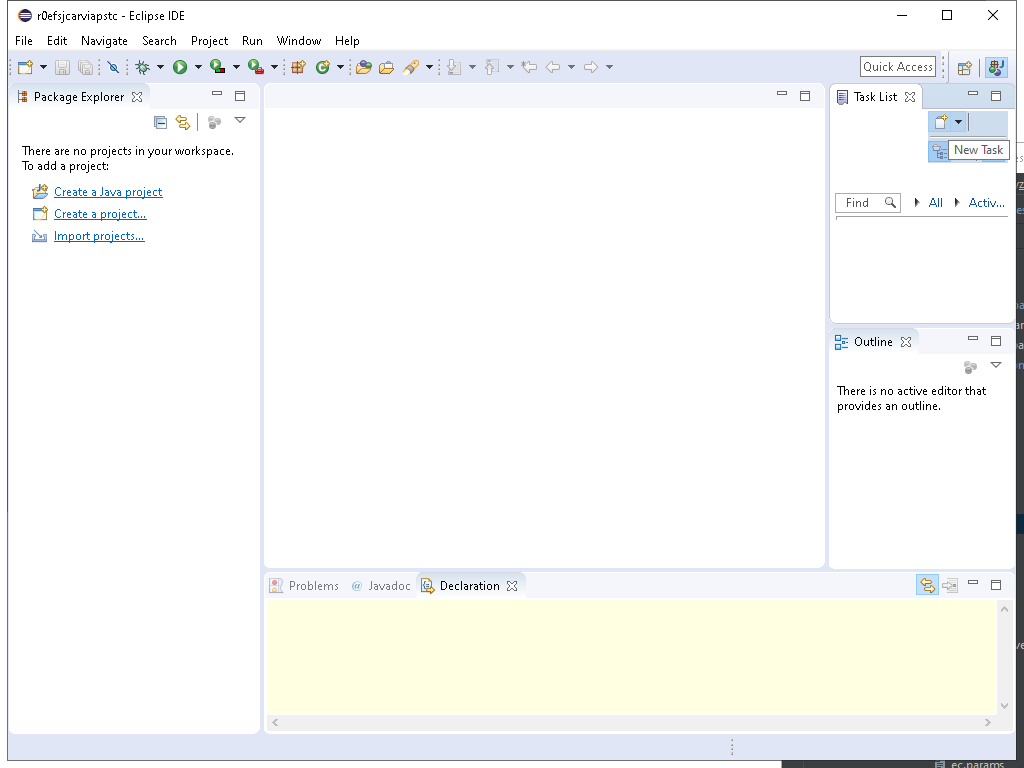 r0efsjcarviapstc - Eclipse IDE
File Edit Navigate Search Project Run Window Help
Quick Access
Package Explorer
Task List
New Task
There are no projects in your workspace.
To add a project:
Create a Java project
Create a project...
Import projects...
Find All Activ...
Outline
There is no active editor that
provides an outline.
Problems @ Javadoc Declaration
ec.params